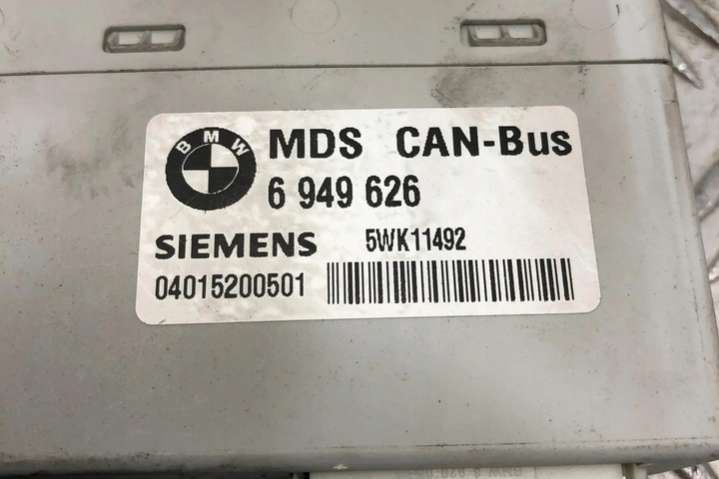 BMW
MDS CAN-Bus
6 949 626
SIEMENS 5WK11492
04015200501